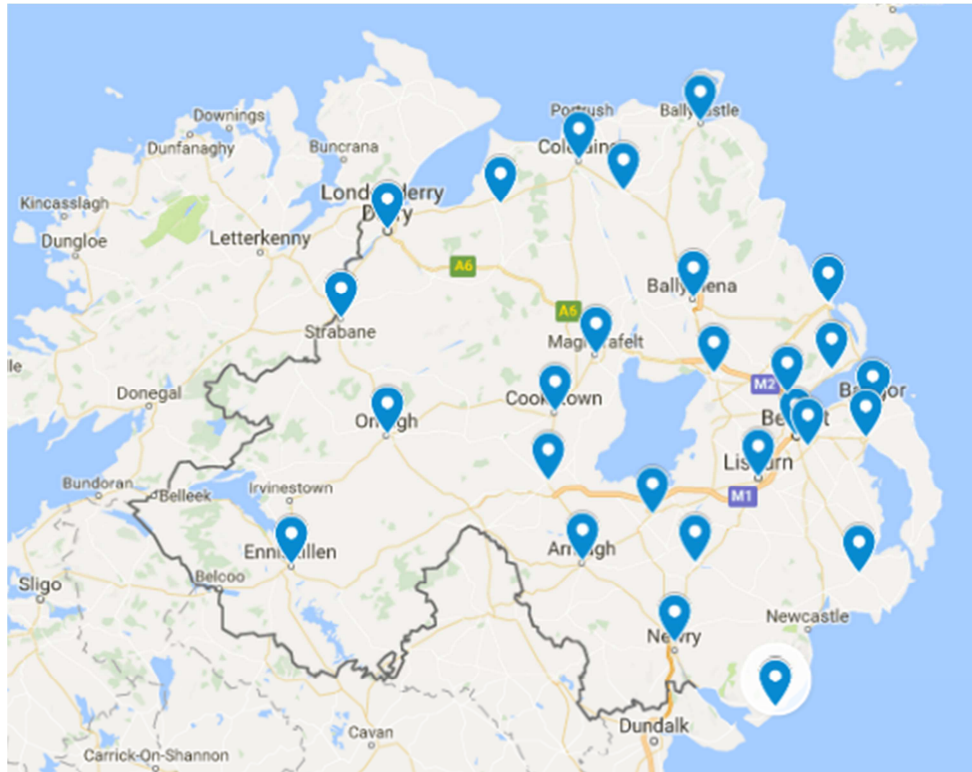 Downings
Portrush
Ballycastle
Dunfanaghy
Buncrana
Coleraine
Londonderry
Derry
Kincasslagh
Dungloe
Letterkenny
A6
Ballymena
A6
Strabane
Magherafelt
lle
M2
Donegal
Cookstown
Bangor
Omagh
Belfast
Lisburn
Bundoran
Belleek
Irvinestown
M1
Enniskillen
Armagh
Belcoo
Sligo
Newcastle
Newry
Dundalk
Cavan
Carrick-On-Shannon